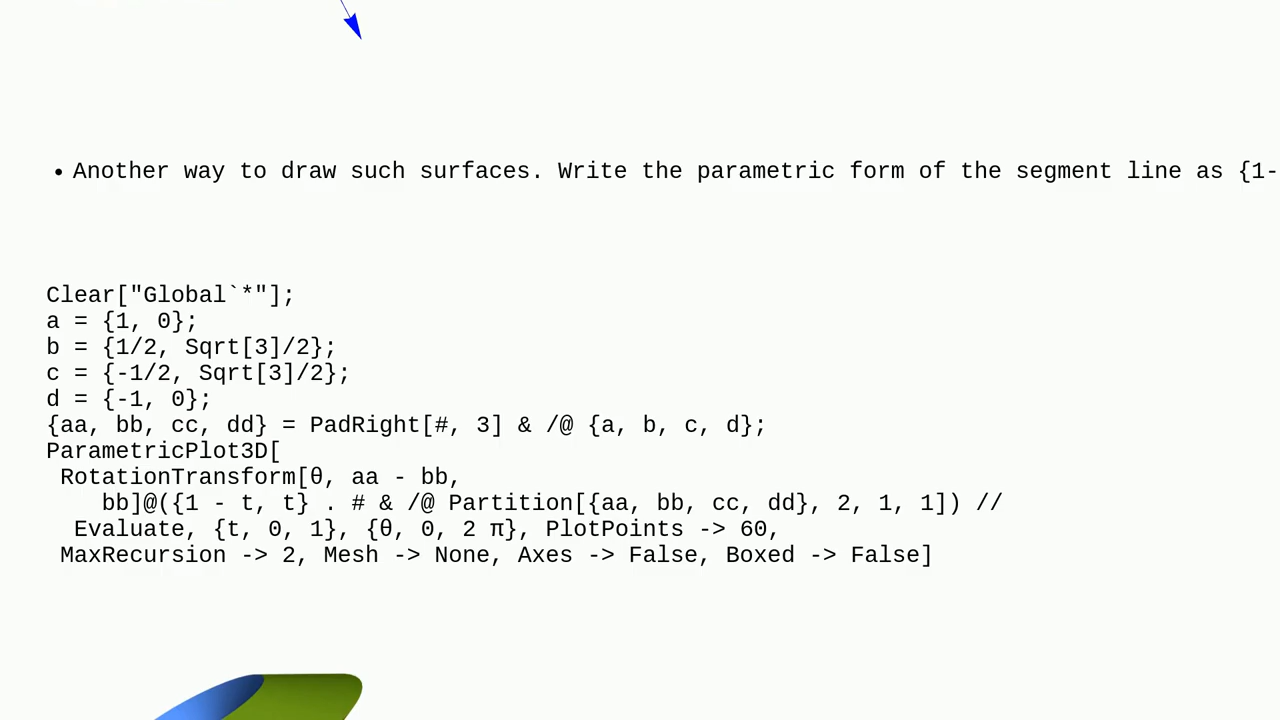 • Another way to draw such surfaces. Write the parametric form of the segment line as {1-
Clear["Global`*"];
a = {1, 0};
b = {1/2, Sqrt[3]/2};
c = {-1/2, Sqrt[3]/2};
d = {-1, 0};
{aa, bb, cc, dd} = PadRight[#, 3] & /@ {a, b, c, d};
ParametricPlot3D[
 RotationTransform[θ, aa - bb,
    bb]@({1 - t, t} . # & /@ Partition[{aa, bb, cc, dd}, 2, 1, 1]) //
  Evaluate, {t, 0, 1}, {θ, 0, 2 π}, PlotPoints -> 60,
 MaxRecursion -> 2, Mesh -> None, Axes -> False, Boxed -> False]